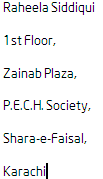 Raheela Siddiqui
1st Floor,
Zainab Plaza,
P.E.C.H. Society,
Shara-e-Faisal,
Karachi